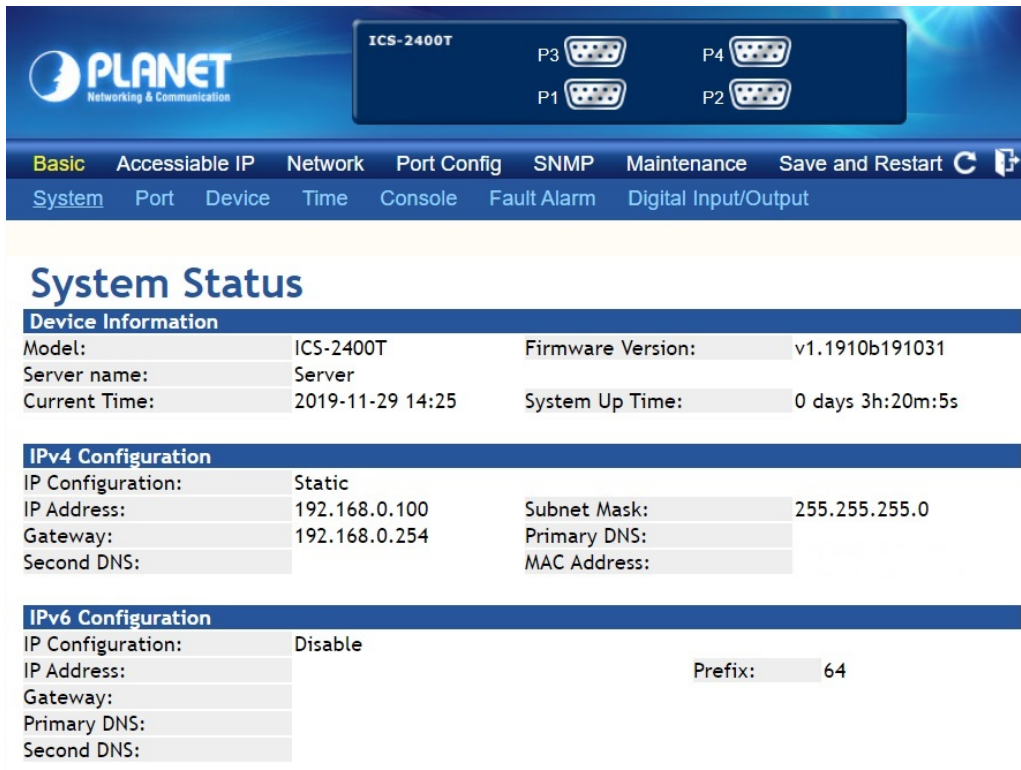 PLANET
Networking & Communication
ICS-2400T
P3 P4
P1 P2
Basic Accessiable IP Network Port Config SNMP Maintenance Save and Restart
System Port Device Time Console Fault Alarm Digital Input/Output
System Status
Device Information
Model: ICS-2400T Firmware Version: v1.1910b191031
Server name: Server
Current Time: 2019-11-29 14:25 System Up Time: 0 days 3h:20m:5s
IPv4 Configuration
IP Configuration: Static
IP Address: 192.168.0.100 Subnet Mask: 255.255.255.0
Gateway: 192.168.0.254 Primary DNS:
Second DNS: MAC Address:
IPv6 Configuration
IP Configuration: Disable
IP Address: Prefix: 64
Gateway:
Primary DNS:
Second DNS: